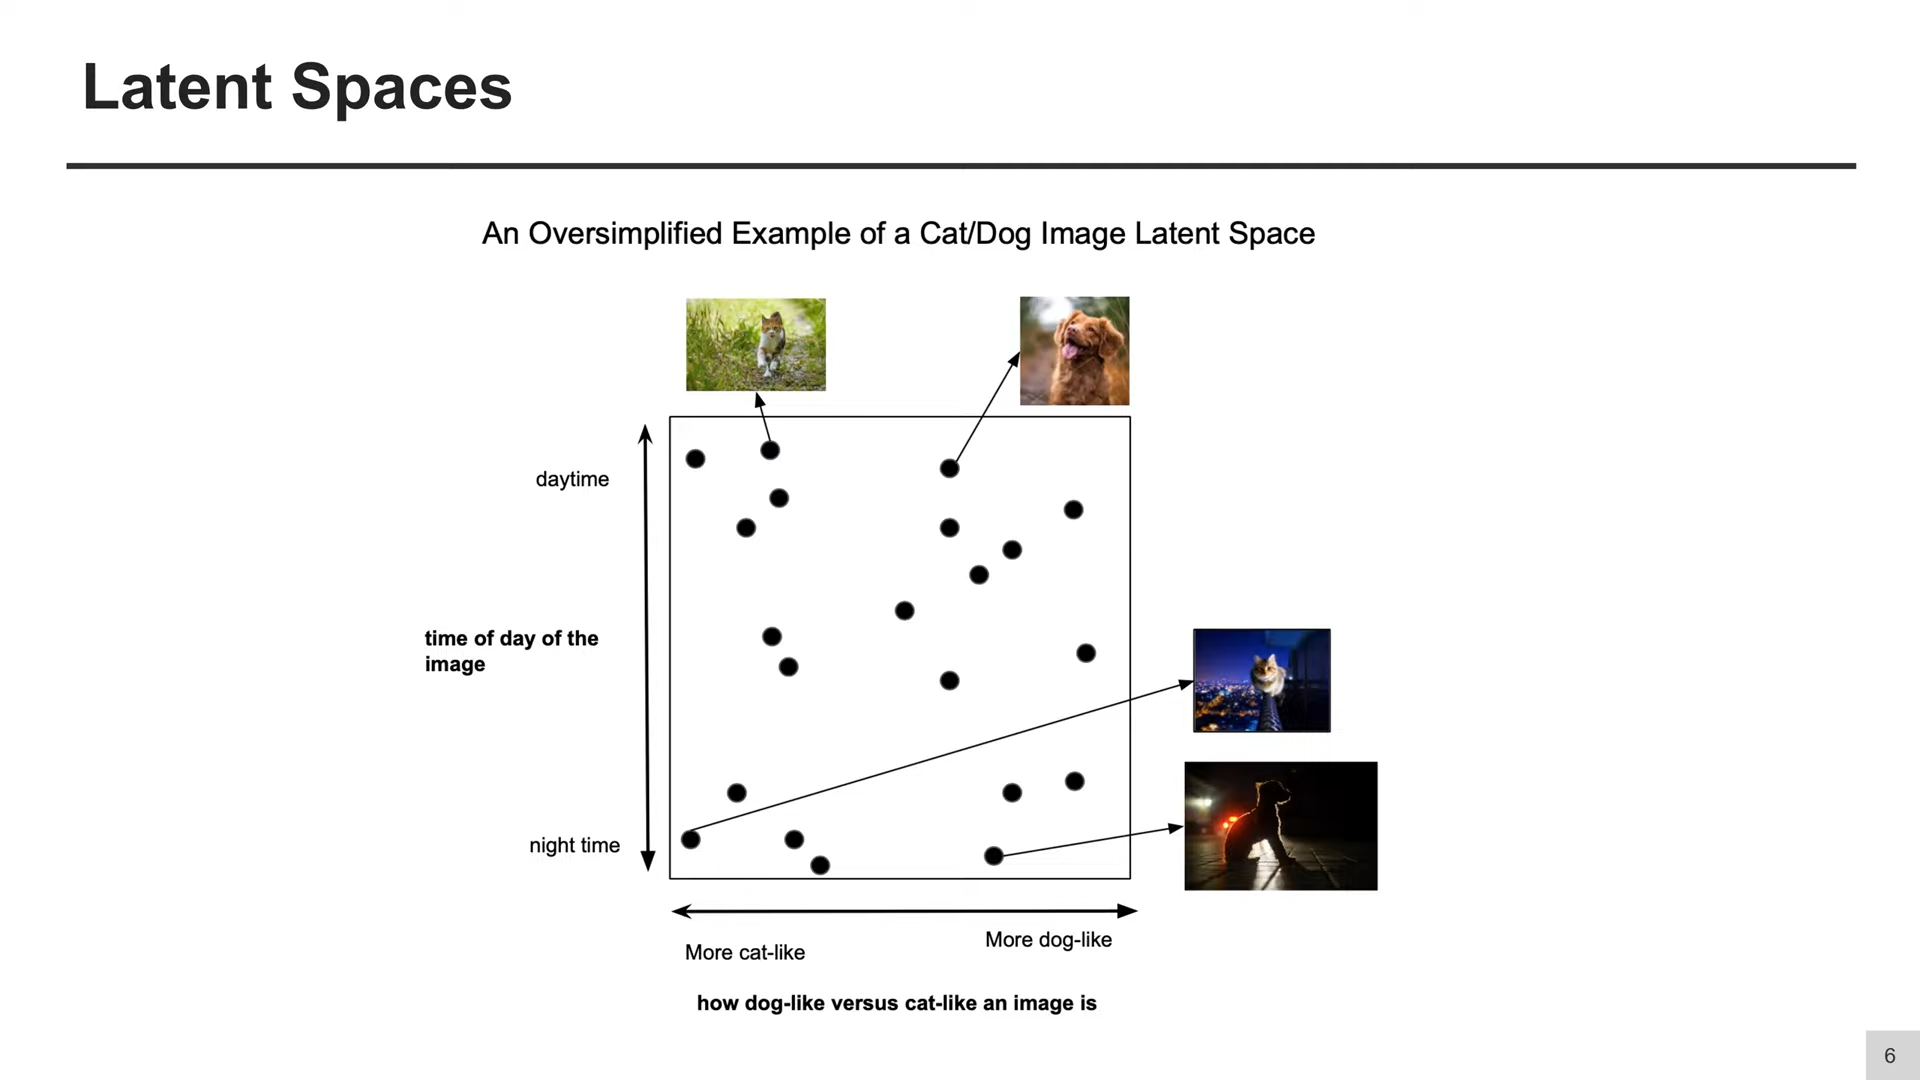 Latent Spaces
An Oversimplified Example of a Cat/Dog Image Latent Space
daytime
time of day of the
image
night time
More cat-like
More dog-like
how dog-like versus cat-like an image is
6